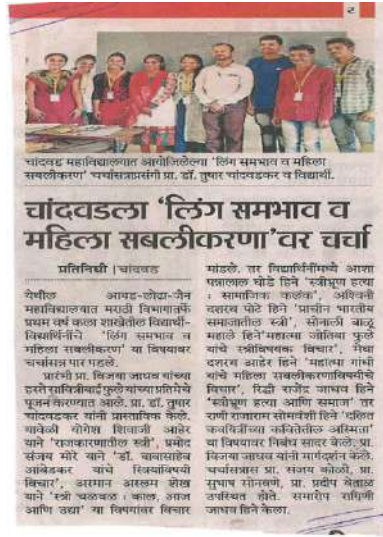 २
चांदवड महाविद्यालयात आयोजिलेल्या 'लिंग समभाव व महिला
सबलीकरण' चर्चासत्राप्रसंगी प्रा. डॉ. तुषार चांदवडकर व विद्यार्थी.
चांदवडला 'लिंग समभाव व
महिला सबलीकरणा'वर चर्चा
प्रतिनिधी | चांदवड
येथील आबड-लोढा-जैन
महाविद्यालयात मराठी विभागातर्फे
प्रथम वर्ष कला शाखेतील विद्यार्थी-
विद्यार्थिनींचे 'लिंग समभाव व
महिला सबलीकरण' या विषयावर
चर्चासत्र पार पडले.
प्रारंभी प्रा. विजया जाधव यांच्या
हस्ते सावित्रीबाई फुले यांच्या प्रतिमेचे
पूजन करण्यात आले. प्रा. डॉ. तुषार
चांदवडकर यांनी प्रास्ताविक केले.
यावेळी योगेश शिवाजी आहेर
याने 'राजकारणातील स्त्री', प्रमोद
संजय मोरे याने 'डॉ. बाबासाहेब
आंबेडकर यांचे स्त्रियांविषयी
विचार', अरमान अस्लम शेख
याने 'स्त्री चळवळ : काल, आज
आणि उद्या' या विषयावर विचार
मांडले. तर विद्यार्थिनींमध्ये आशा
पन्नालाल घोडे हिने 'स्त्रीभ्रूण हत्या
: सामाजिक कलंक', अश्विनी
दशरथ पोटे हिने 'प्राचीन भारतीय
समाजातील स्त्री', सोनाली बाळू
महाले हिने 'महात्मा जोतिबा फुले
यांचे स्त्रीविषयक विचार', मेघा
दशरथ आहेर हिने 'महात्मा गांधी
यांचे महिला सबलीकरणाविषयीचे
विचार', रिद्धी राजेंद्र जाधव हिने
'स्त्रीभ्रूण हत्या आणि समाज' तर
राणी राजाराम सोमवंशी हिने 'दलित
कवयित्रींच्या कवितेतील अस्मिता'
या विषयावर निबंध सादर केले. प्रा.
विजया जाधव यांनी मार्गदर्शन केले.
चर्चासत्रास प्रा. संजय कोळी, प्रा.
सुभाष सोनवणे, प्रा. प्रदीप वेताळ
उपस्थित होते. समारोप रागिणी
जाधव हिने केला.